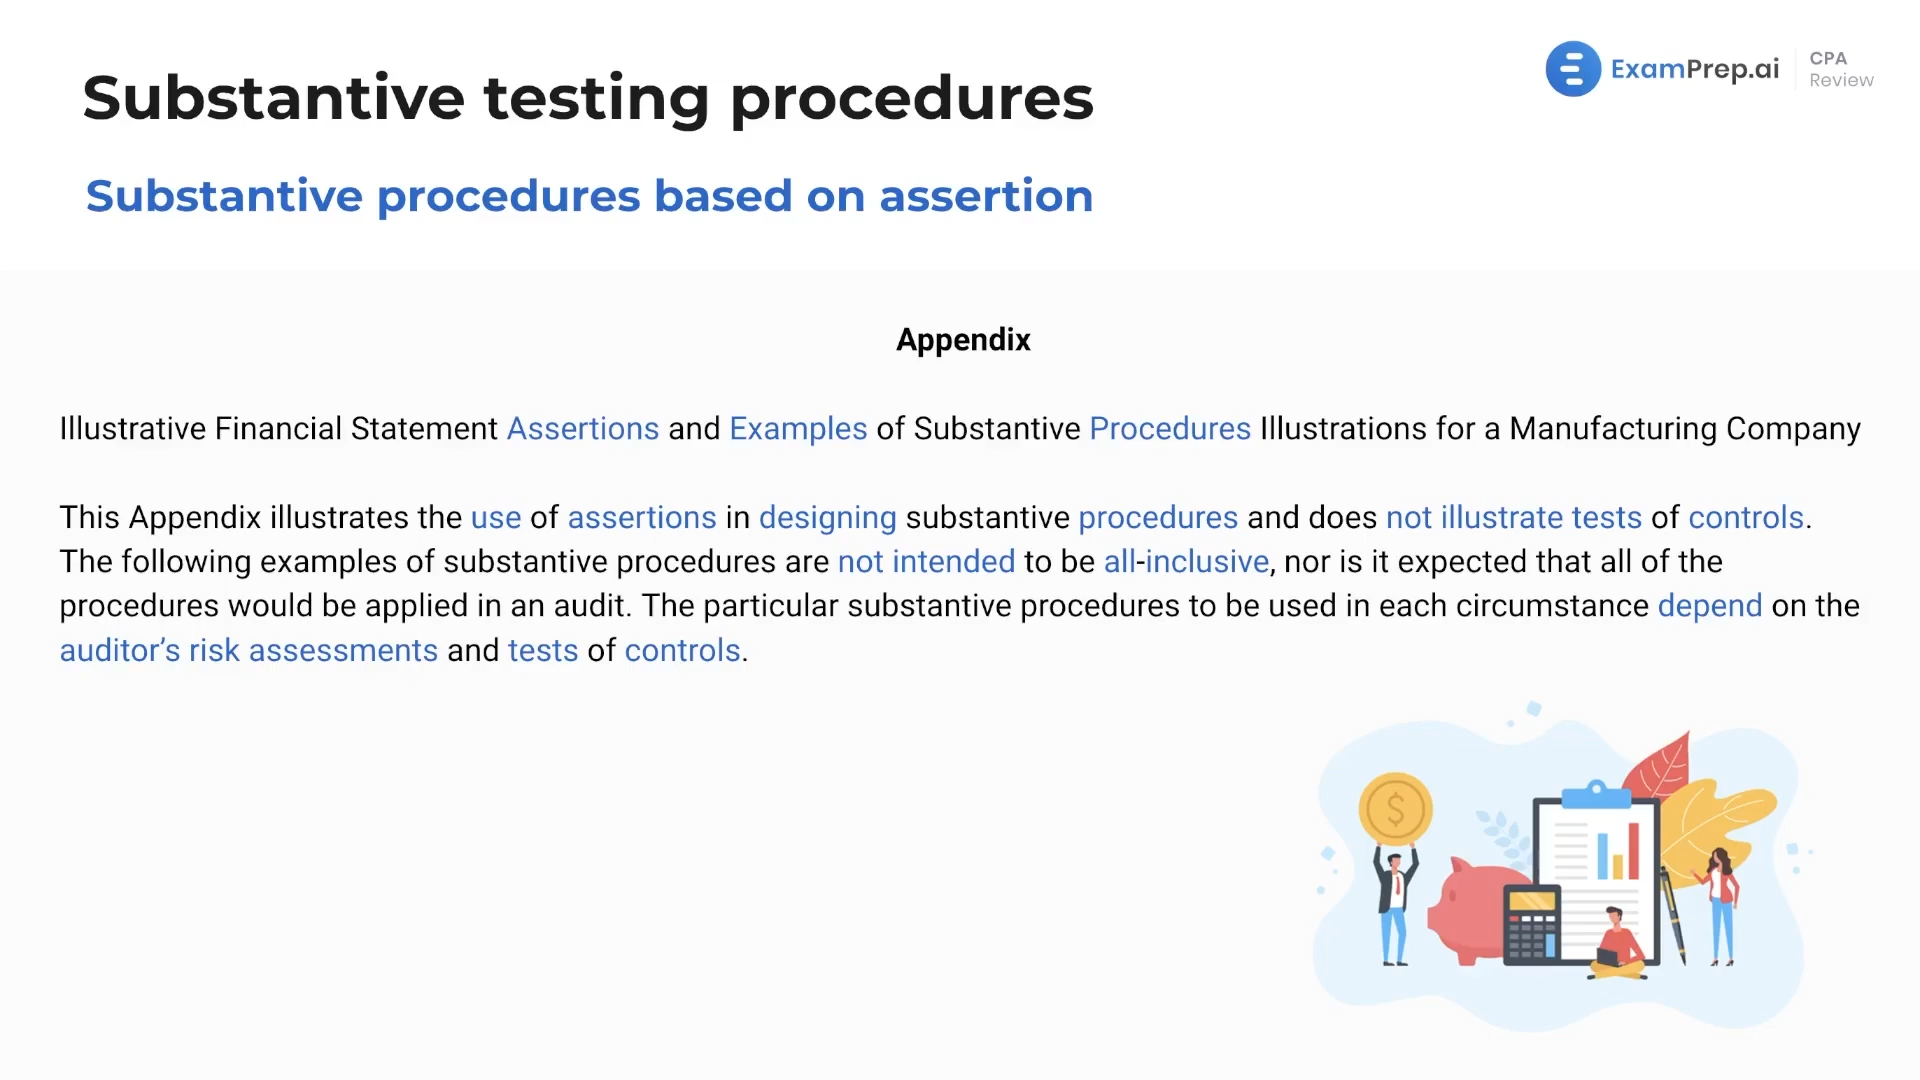 Substantive testing procedures
ExamPrep.ai
CPA
Review
Substantive procedures based on assertion
Appendix
Illustrative Financial Statement Assertions and Examples of Substantive Procedures Illustrations for a Manufacturing Company
This Appendix illustrates the use of assertions in designing substantive procedures and does not illustrate tests of controls.
The following examples of substantive procedures are not intended to be all-inclusive, nor is it expected that all of the
procedures would be applied in an audit. The particular substantive procedures to be used in each circumstance depend on the
auditor’s risk assessments and tests of controls.
$